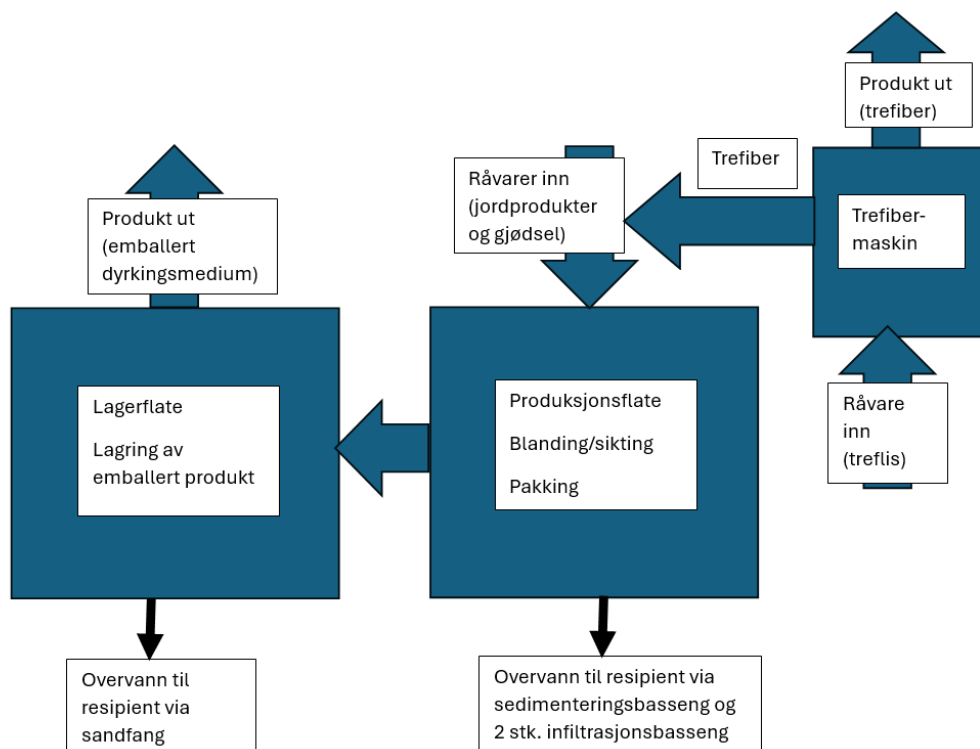 Produkt ut
(trefiber)
Trefiber
Råvarer inn
(jordprodukter
og gjødsel)
Trefiber-
maskin
Produkt ut
(emballert
dyrkingsmedium)
Lagerflate
Lagring av
emballert produkt
Produksjonsflate
Blanding/sikting
Pakking
Råvare
inn
(treflis)
Overvann til
resipient via
sandfang
Overvann til resipient via
sedimenteringsbasseng og
2 stk. infiltrasjonsbasseng